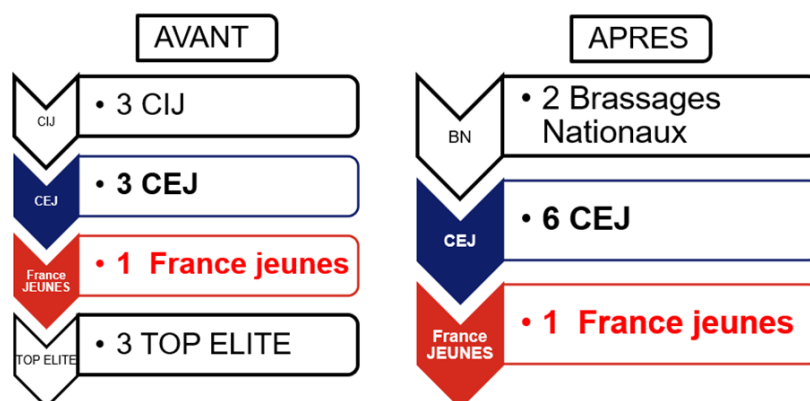 AVANT
CIJ
• 3 CIJ
CEJ
• 3 CEJ
France
JEUNES
• 1 France jeunes
TOP ELITE
• 3 TOP ELITE
APRES
BN
• 2 Brassages
Nationaux
CEJ
• 6 CEJ
France
JEUNES
• 1 France jeunes